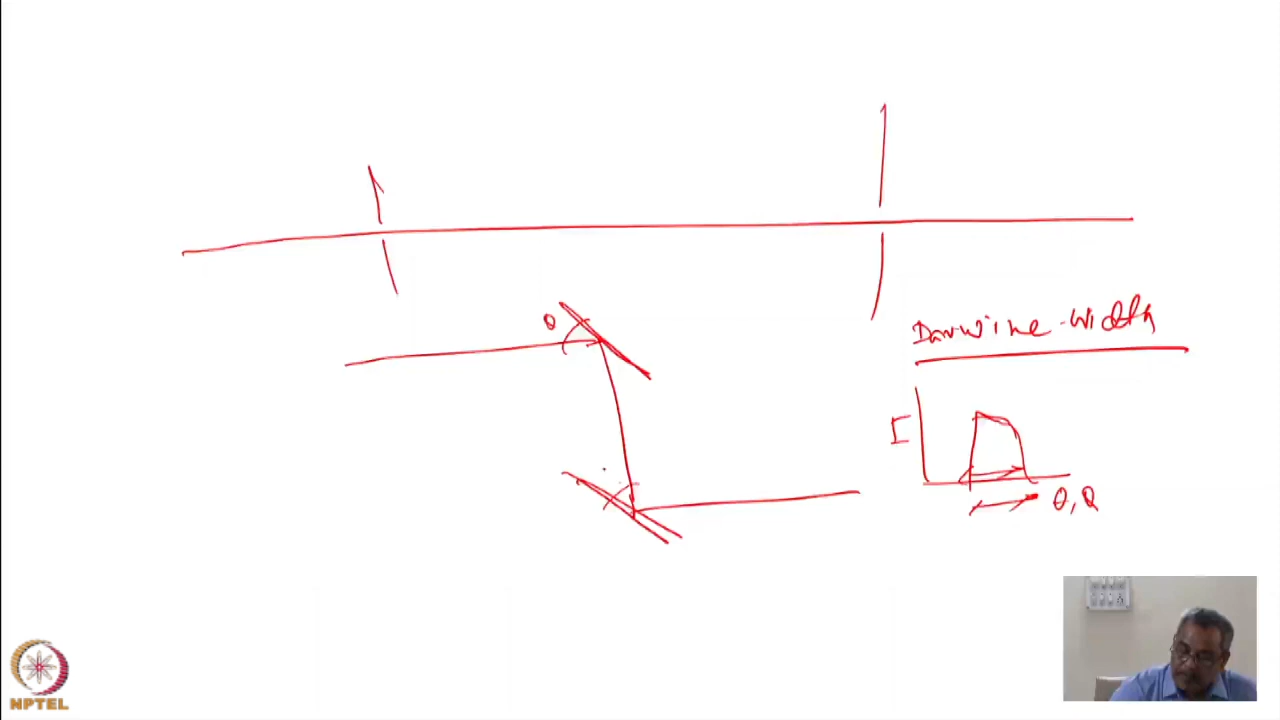 θ
Darwine-width
I
θ, Q
NPTEL